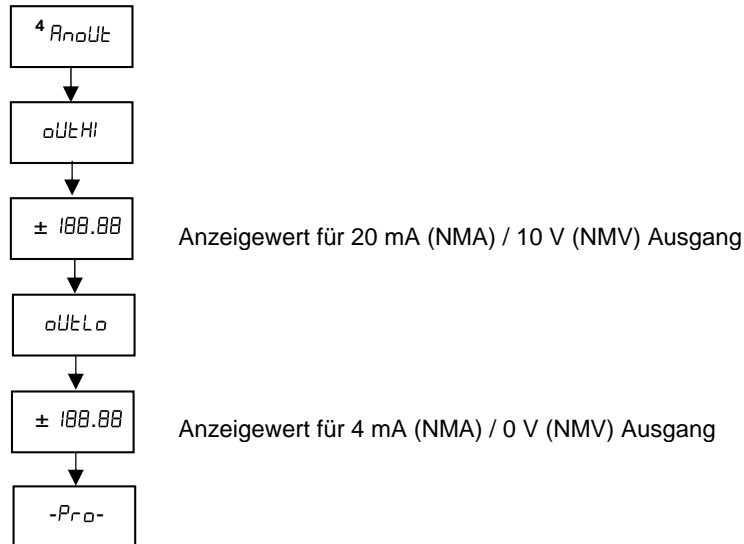 4 AnoUt
oUtHI
± 188.88
Anzeigewert für 20 mA (NMA) / 10 V (NMV) Ausgang
oUtLo
± 188.88
Anzeigewert für 4 mA (NMA) / 0 V (NMV) Ausgang
-Pro-